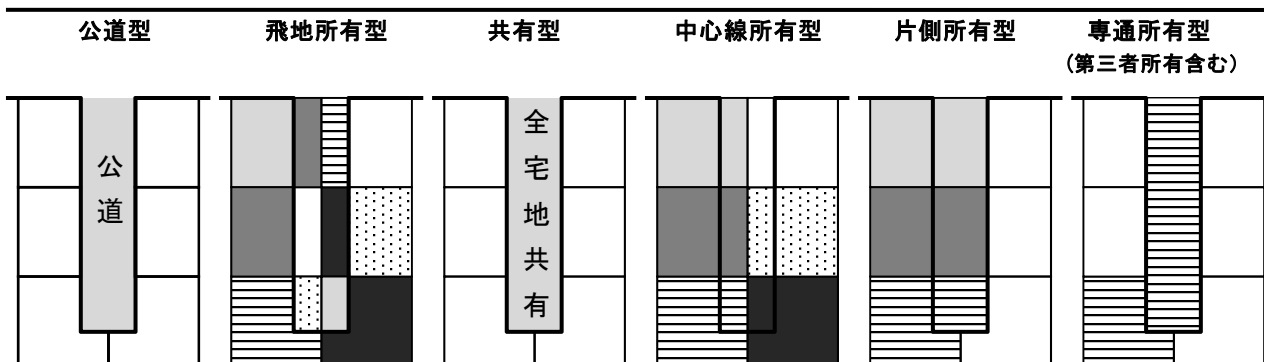 公道型
飛地所有型
共有型
中心線所有型
片側所有型
専通所有型
(第三者所有含む)
公道
全宅地共有